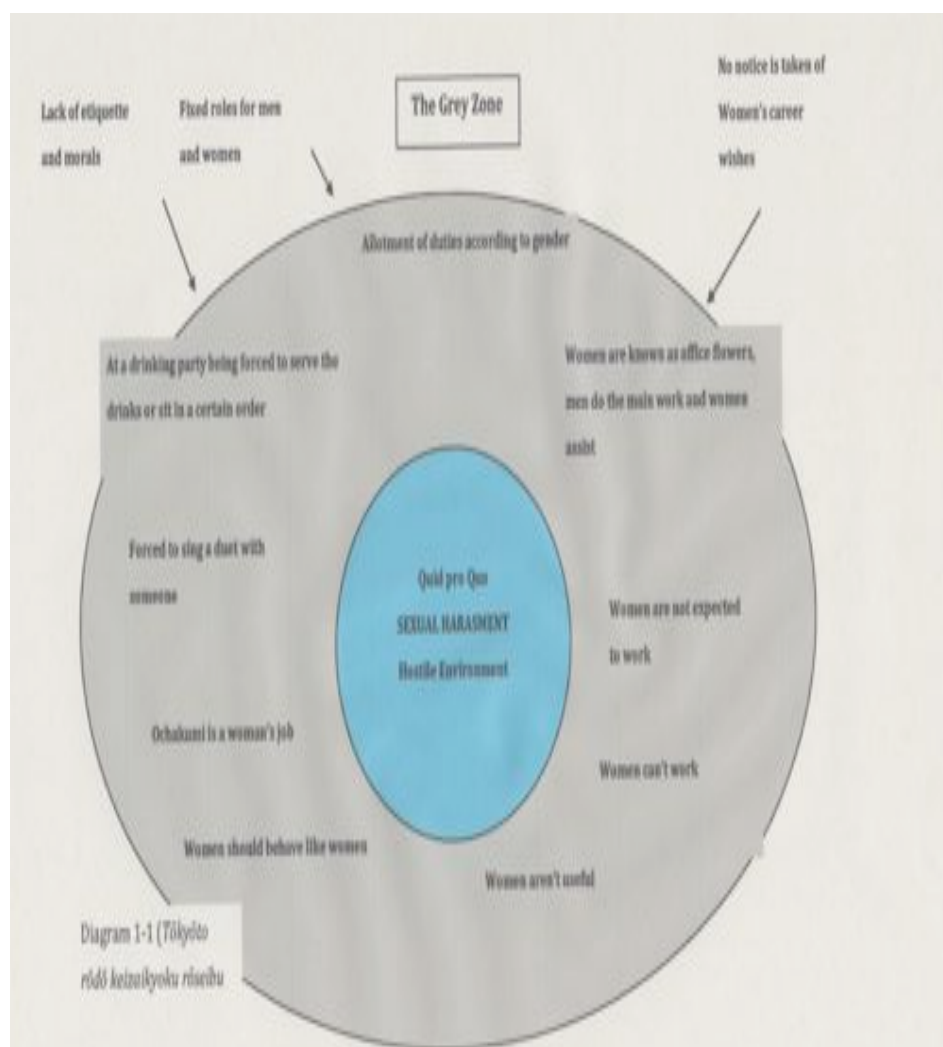 The Grey Zone
Lack of etiquette
and morals
Fixed roles for men
and women
No notice is taken of
Women's career
wishes
Allotment of duties according to gender
At a drinking party being forced to serve the
drinks or sit in a certain order
Women are known as office flowers,
men do the main work and women
assist
Forced to sing a duet with
someone
Quid pro Quo
SEXUAL HARASMENT
Hostile Environment
Women are not expected
to work
Ochakumi is a woman's job
Women can't work
Women should behave like women
Women aren't useful
Diagram 1-1 (Tōkyōto
rōdō keizaikyoku rōseibu